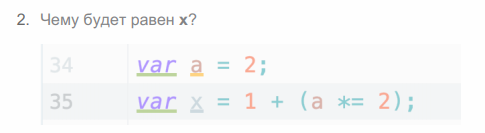 2. Чему будет равен x?
34 var a = 2;
35 var x = 1 + (a *= 2);